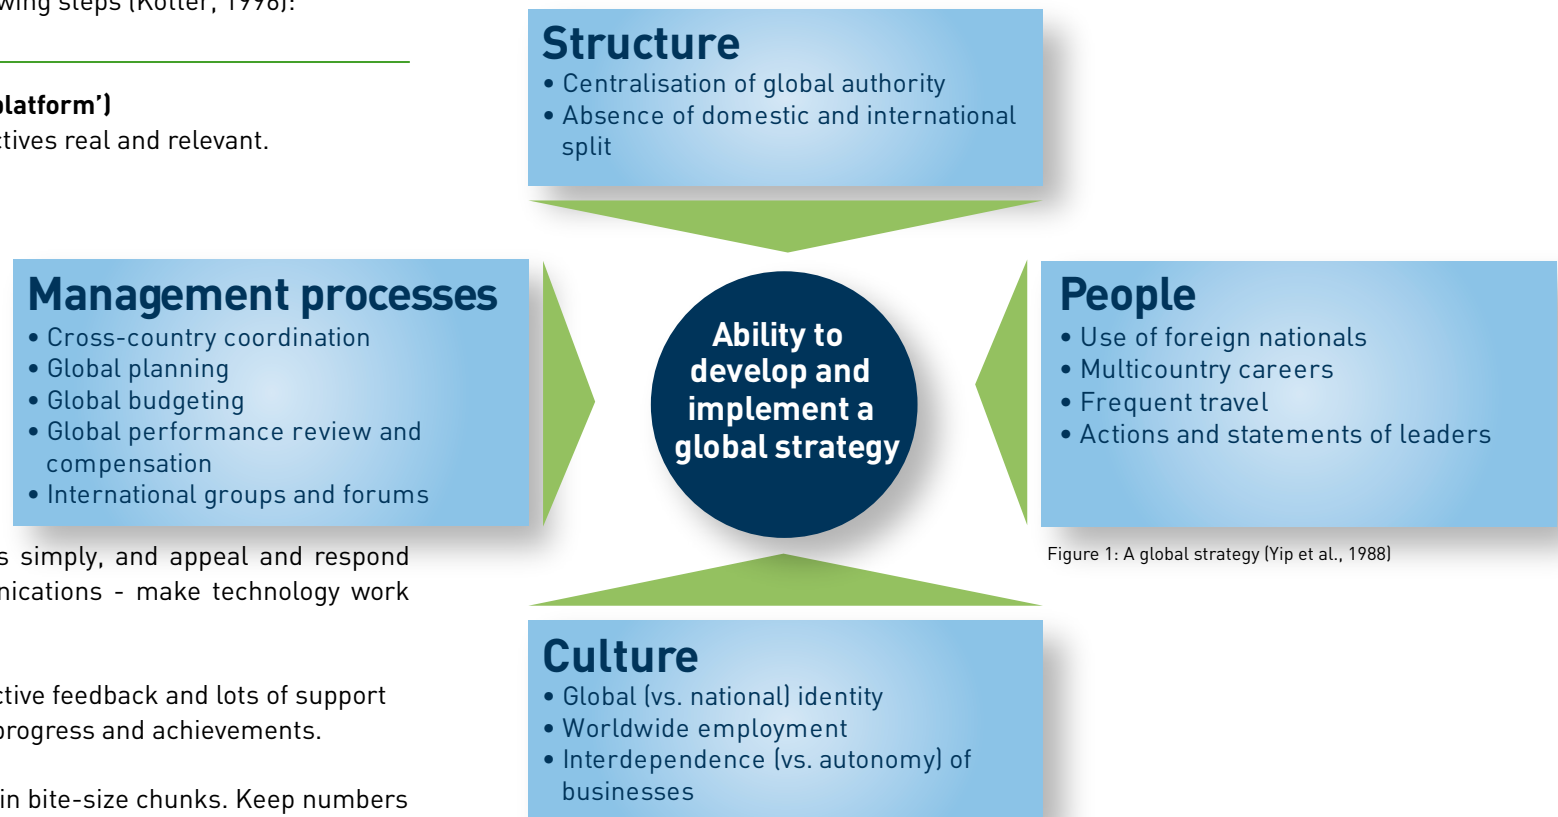 wing steps (Kotter, 1996):
platform')
ctives real and relevant.
Structure
• Centralisation of global authority
• Absence of domestic and international
split
Management processes
• Cross-country coordination
• Global planning
• Global budgeting
• Global performance review and
compensation
• International groups and forums
Ability to
develop and
implement a
global strategy
People
• Use of foreign nationals
• Multicountry careers
• Frequent travel
• Actions and statements of leaders
Figure 1: A global strategy (Yip et al., 1988)
s simply, and appeal and respond
nications - make technology work
ctive feedback and lots of support
progress and achievements.
in bite-size chunks. Keep numbers
Culture
• Global (vs. national) identity
• Worldwide employment
• Interdependence (vs. autonomy) of
businesses